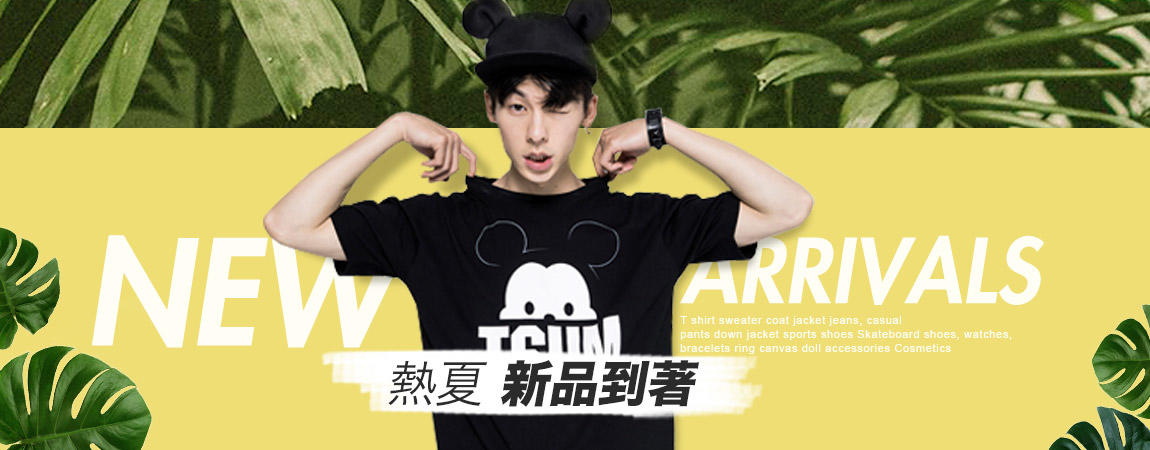 NEW ARRIVALS
T shirt sweater coat jacket jeans, casual
pants down jacket sports shoes Skateboard shoes, watches,
bracelets ring canvas doll accessories Cosmetics
熱夏 新品到著